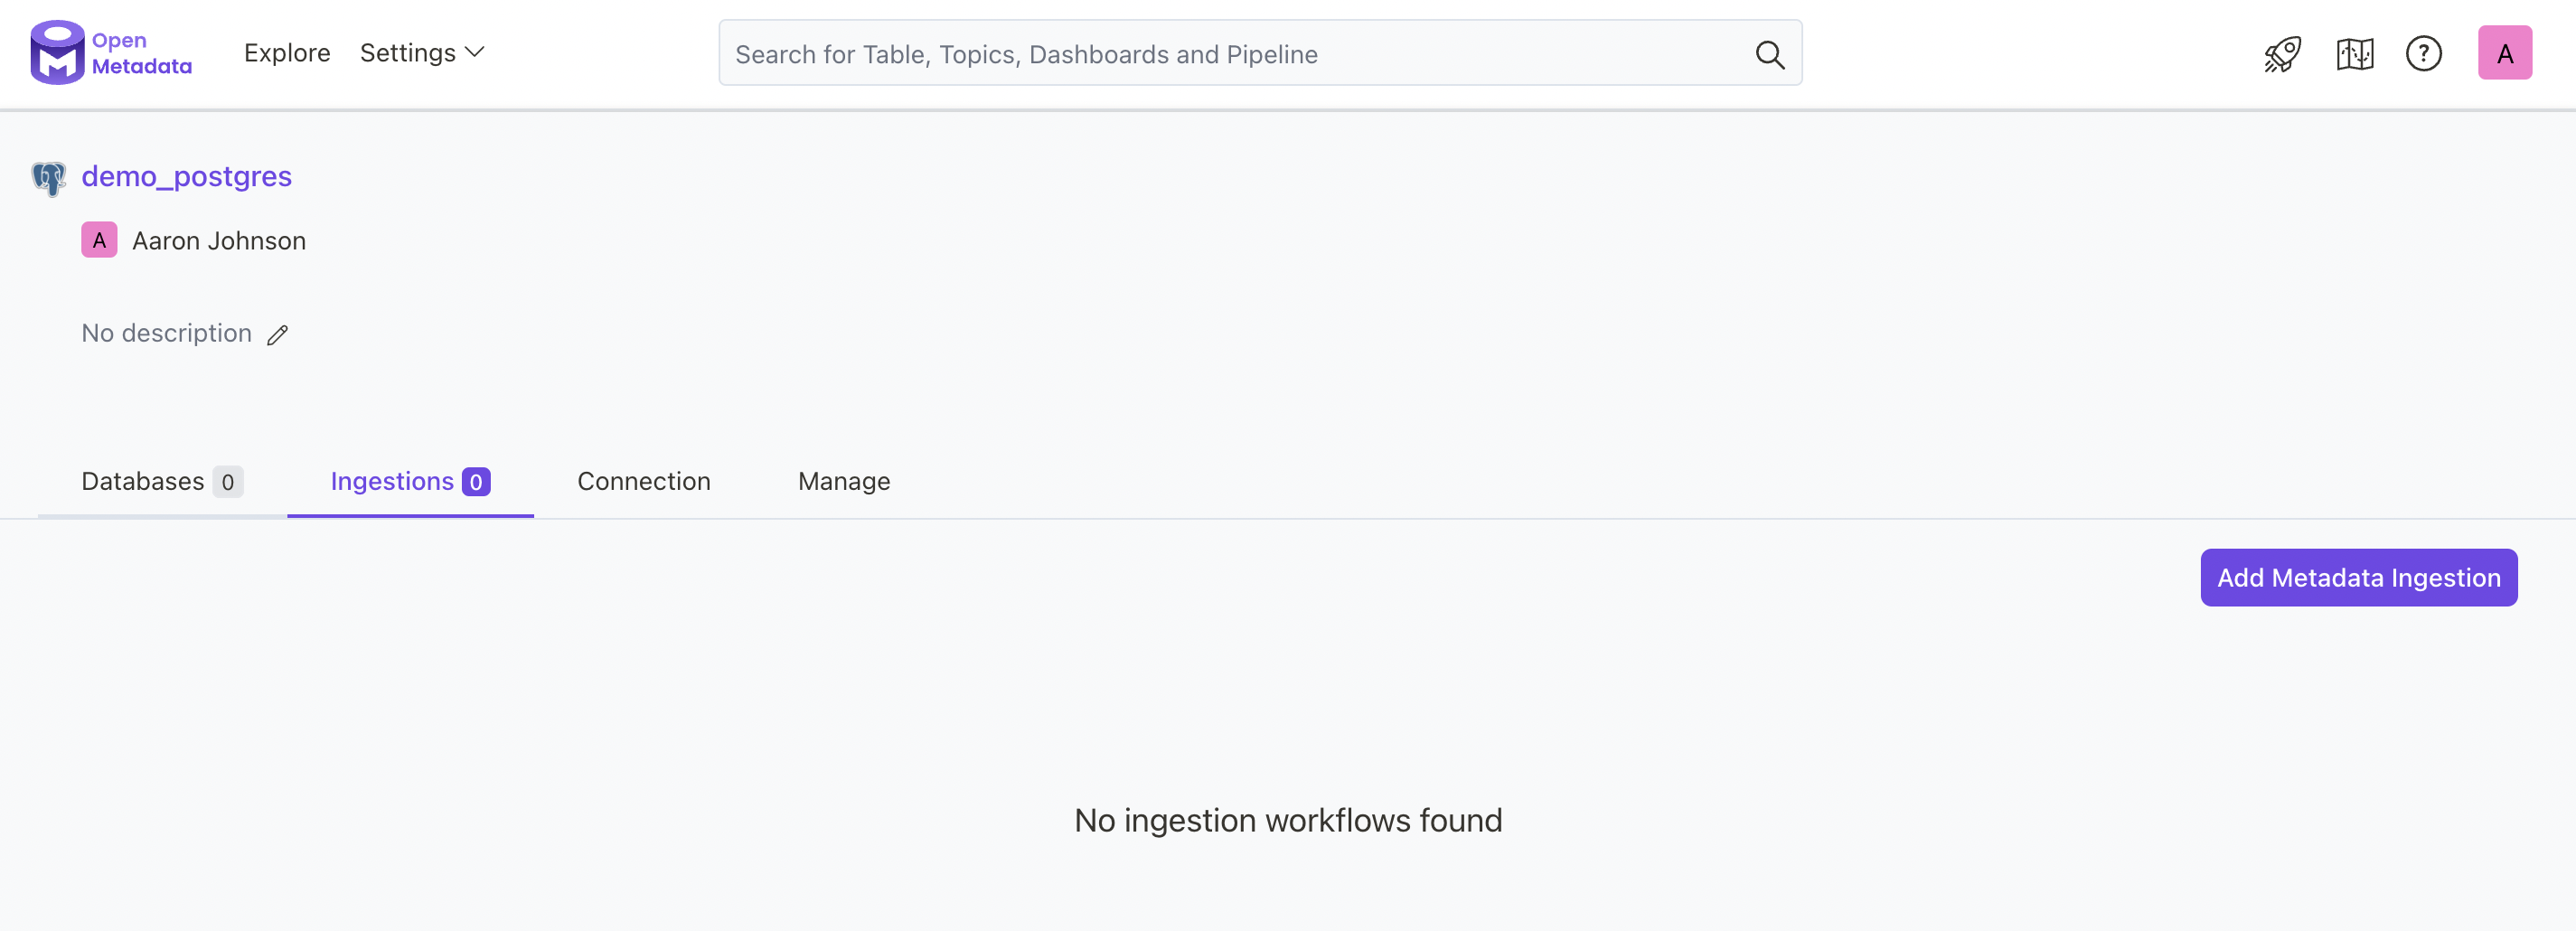 Open
Metadata
Explore Settings
Search for Table, Topics, Dashboards and Pipeline
?
A
demo_postgres
A Aaron Johnson
No description
Databases 0 Ingestions 0 Connection Manage
Add Metadata Ingestion
No ingestion workflows found